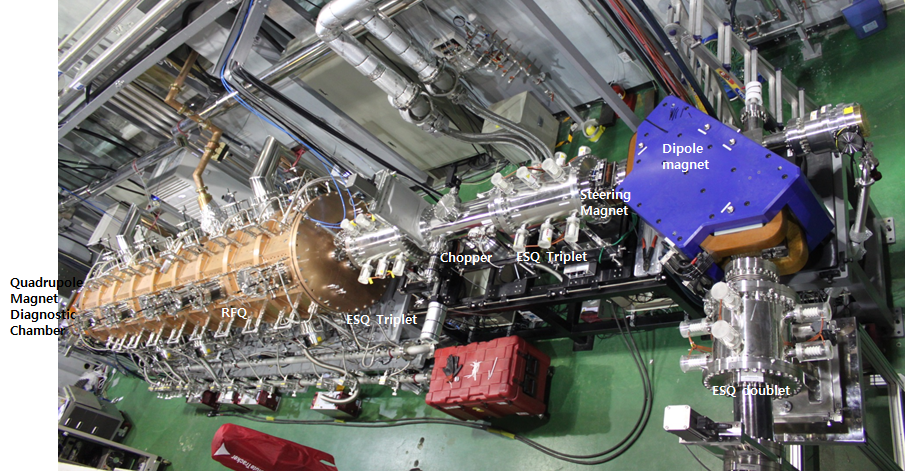 Dipole
magnet
Steering
Magnet
Chopper
ESQ Triplet
Quadrupole
Magnet
Diagnostic
Chamber
RFQ
ESQ Triplet
ESQ doublet